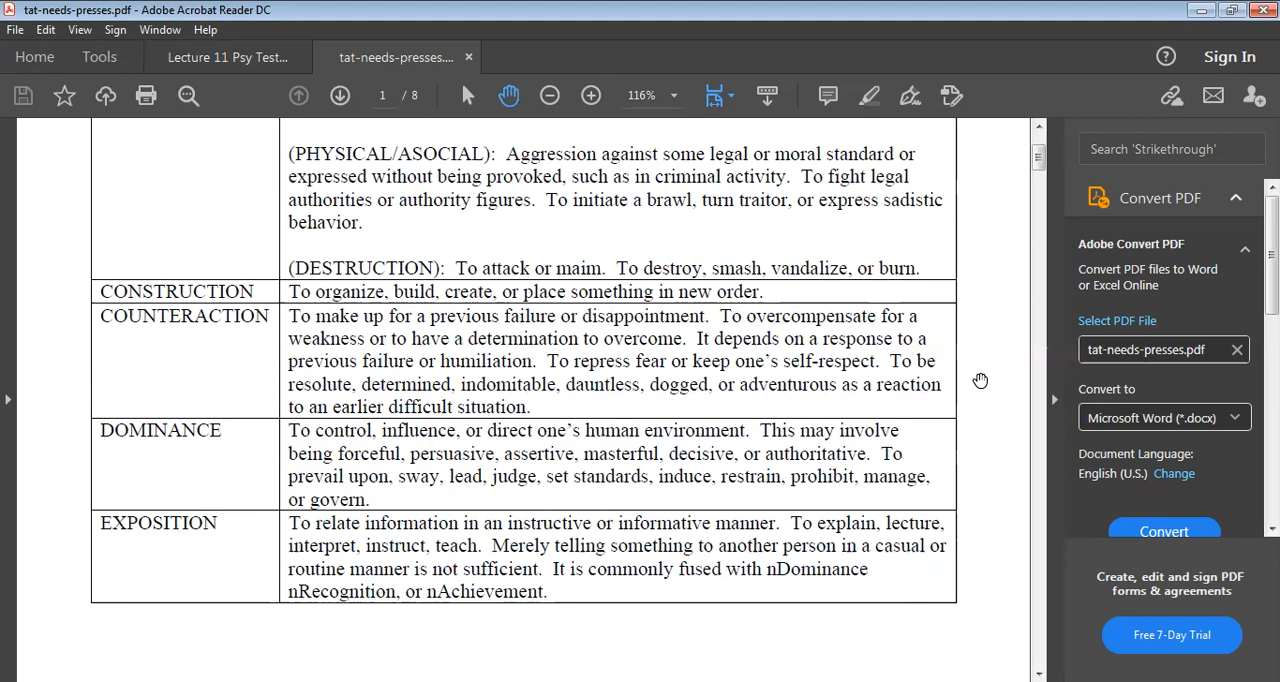 tat-needs-presses.pdf - Adobe Acrobat Reader DC
File Edit View Sign Window Help
Home Tools Lecture 11 Psy Test... tat-needs-presses.... × Sign In
1 / 8 116%
(PHYSICAL/ASOCIAL): Aggression against some legal or moral standard or
expressed without being provoked, such as in criminal activity. To fight legal
authorities or authority figures. To initiate a brawl, turn traitor, or express sadistic
behavior.
(DESTRUCTION): To attack or maim. To destroy, smash, vandalize, or burn.
CONSTRUCTION To organize, build, create, or place something in new order.
COUNTERACTION To make up for a previous failure or disappointment. To overcompensate for a
weakness or to have a determination to overcome. It depends on a response to a
previous failure or humiliation. To repress fear or keep one's self-respect. To be
resolute, determined, indomitable, dauntless, dogged, or adventurous as a reaction
to an earlier difficult situation.
DOMINANCE To control, influence, or direct one's human environment. This may involve
being forceful, persuasive, assertive, masterful, decisive, or authoritative. To
prevail upon, sway, lead, judge, set standards, induce, restrain, prohibit, manage,
or govern.
EXPOSITION To relate information in an instructive or informative manner. To explain, lecture,
interpret, instruct, teach. Merely telling something to another person in a casual or
routine manner is not sufficient. It is commonly fused with nDominance
nRecognition, or nAchievement.
Search 'Strikethrough'
Convert PDF
Adobe Convert PDF
Convert PDF files to Word
or Excel Online
Select PDF File
tat-needs-presses.pdf
Convert to
Microsoft Word (*.docx)
Document Language:
English (U.S.) Change
Convert
Create, edit and sign PDF
forms & agreements
Free 7-Day Trial